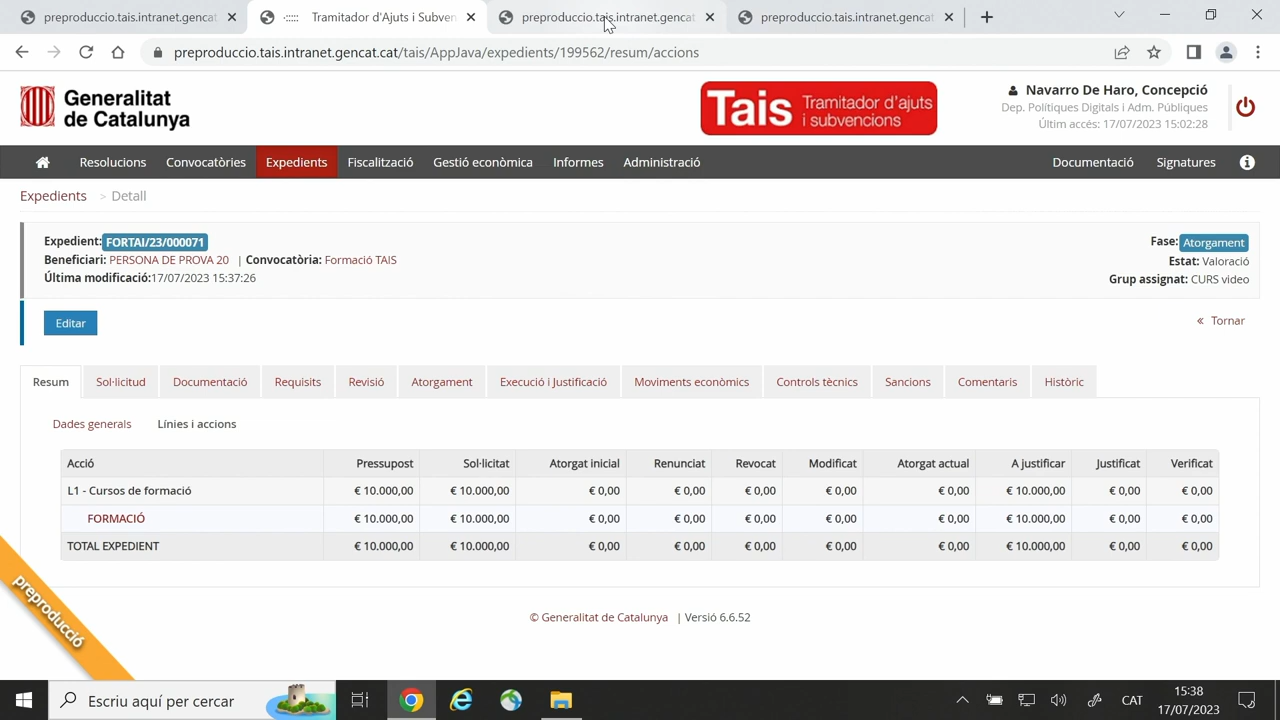 preproduccio.tais.intranet.gencat
Tramitador d'Ajuts i Subven
preproduccio.tais.intranet.gencat
preproduccio.tais.intranet.gencat
preproduccio.tais.intranet.gencat.cat/tais/AppJava/expedients/199562/resum/accions
Generalitat
de Catalunya
Tais Tramitador d'ajuts
i subvencions
Navarro De Haro, Concepció
Dep. Polítiques Digitals i Adm. Públiques
Últim accés: 17/07/2023 15:02:28
Resolucions Convocatòries Expedients Fiscalització Gestió econòmica Informes Administració Documentació Signatures
Expedients > Detall
Expedient: FORTAI/23/000071
Beneficiari: PERSONA DE PROVA 20 | Convocatòria: Formació TAIS
Última modificació:17/07/2023 15:37:26
Fase: Atorgament
Estat: Valoració
Grup assignat: CURS video
Editar
« Tornar
Resum Sol·licitud Documentació Requisits Revisió Atorgament Execució i Justificació Moviments econòmics Controls tècnics Sancions Comentaris Històric
Dades generals Línies i accions
Acció Pressupost Sol·licitat Atorgat inicial Renunciat Revocat Modificat Atorgat actual A justificar Justificat Verificat
L1 - Cursos de formació € 10.000,00 € 10.000,00 € 0,00 € 0,00 € 0,00 € 0,00 € 0,00 € 10.000,00 € 0,00 € 0,00
FORMACIÓ € 10.000,00 € 10.000,00 € 0,00 € 0,00 € 0,00 € 0,00 € 0,00 € 10.000,00 € 0,00 € 0,00
TOTAL EXPEDIENT € 10.000,00 € 10.000,00 € 0,00 € 0,00 € 0,00 € 0,00 € 0,00 € 10.000,00 € 0,00 € 0,00
preproducció
© Generalitat de Catalunya | Versió 6.6.52
Escriu aquí per cercar
CAT
15:38
17/07/2023